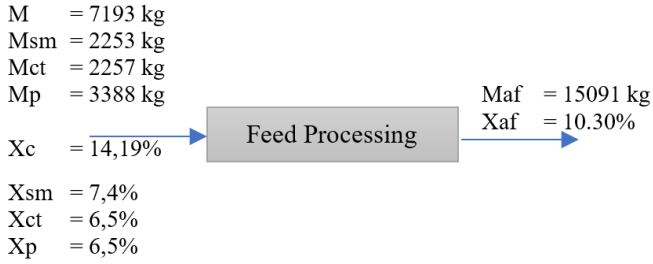 M = 7193 kg
Msm = 2253 kg
Mct = 2257 kg
Mp = 3388 kg
Xc = 14,19%
Xsm = 7,4%
Xct = 6,5%
Xp = 6,5%
Feed Processing
Maf = 15091 kg
Xaf = 10.30%